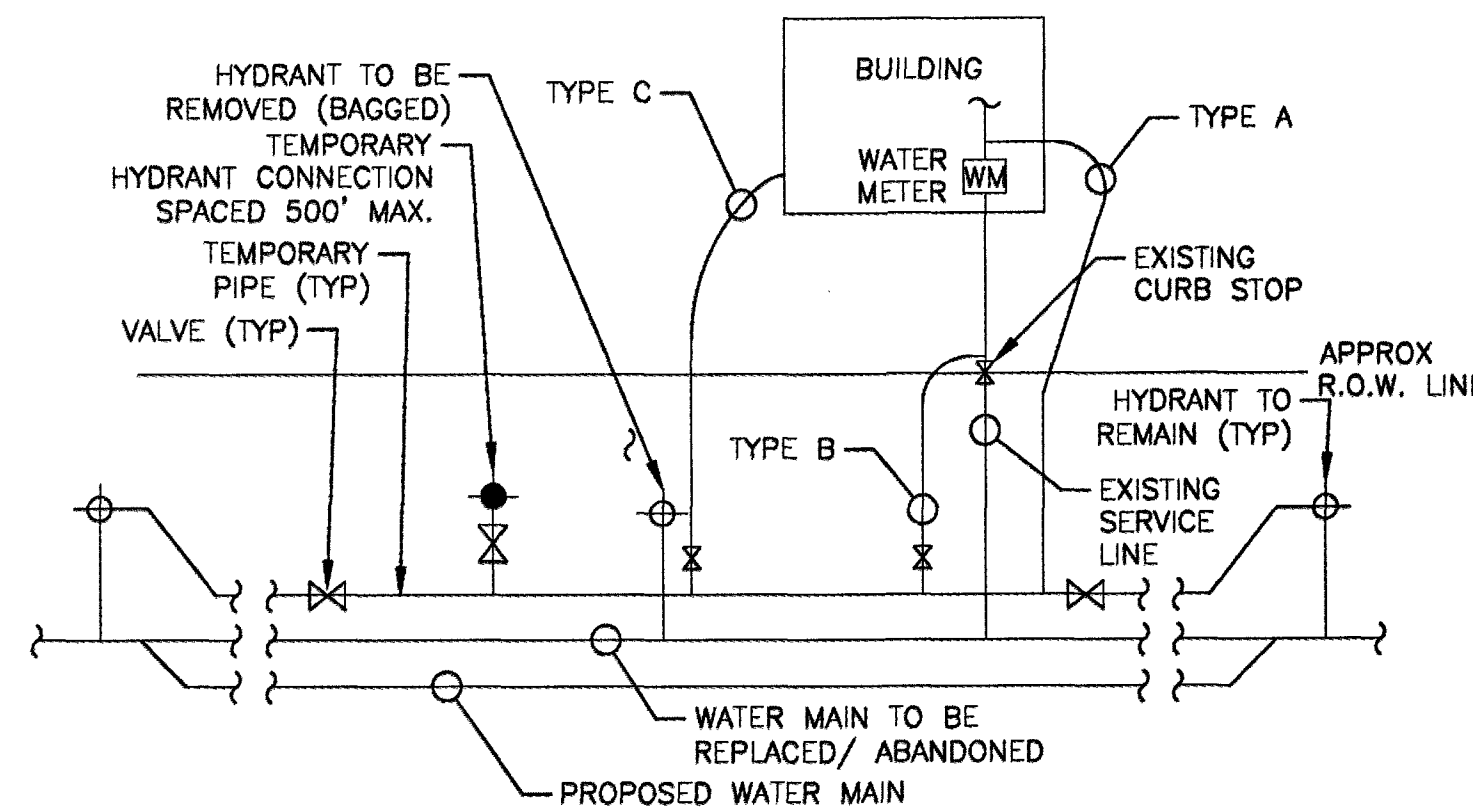 HYDRANT TO BE
REMOVED (BAGGED)
TEMPORARY
HYDRANT CONNECTION
SPACED 500' MAX.
TEMPORARY
PIPE (TYP)
VALVE (TYP)
TYPE C
BUILDING
WATER
METER
WM
TYPE A
EXISTING
CURB STOP
APPROX
R.O.W. LINE
HYDRANT TO
REMAIN (TYP)
TYPE B
EXISTING
SERVICE
LINE
WATER MAIN TO BE
REPLACED/ ABANDONED
PROPOSED WATER MAIN